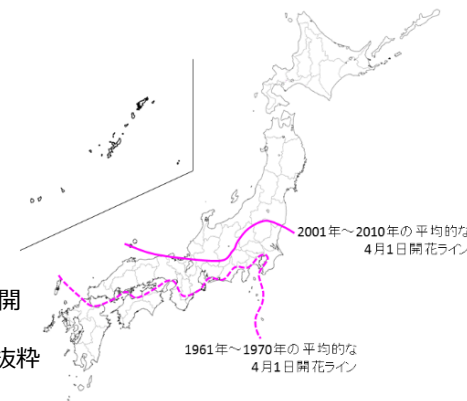 2001年～2010年の平均的な
4月1日開花ライン
開
抜粋
1961年～1970年の平均的な
4月1日開花ライン